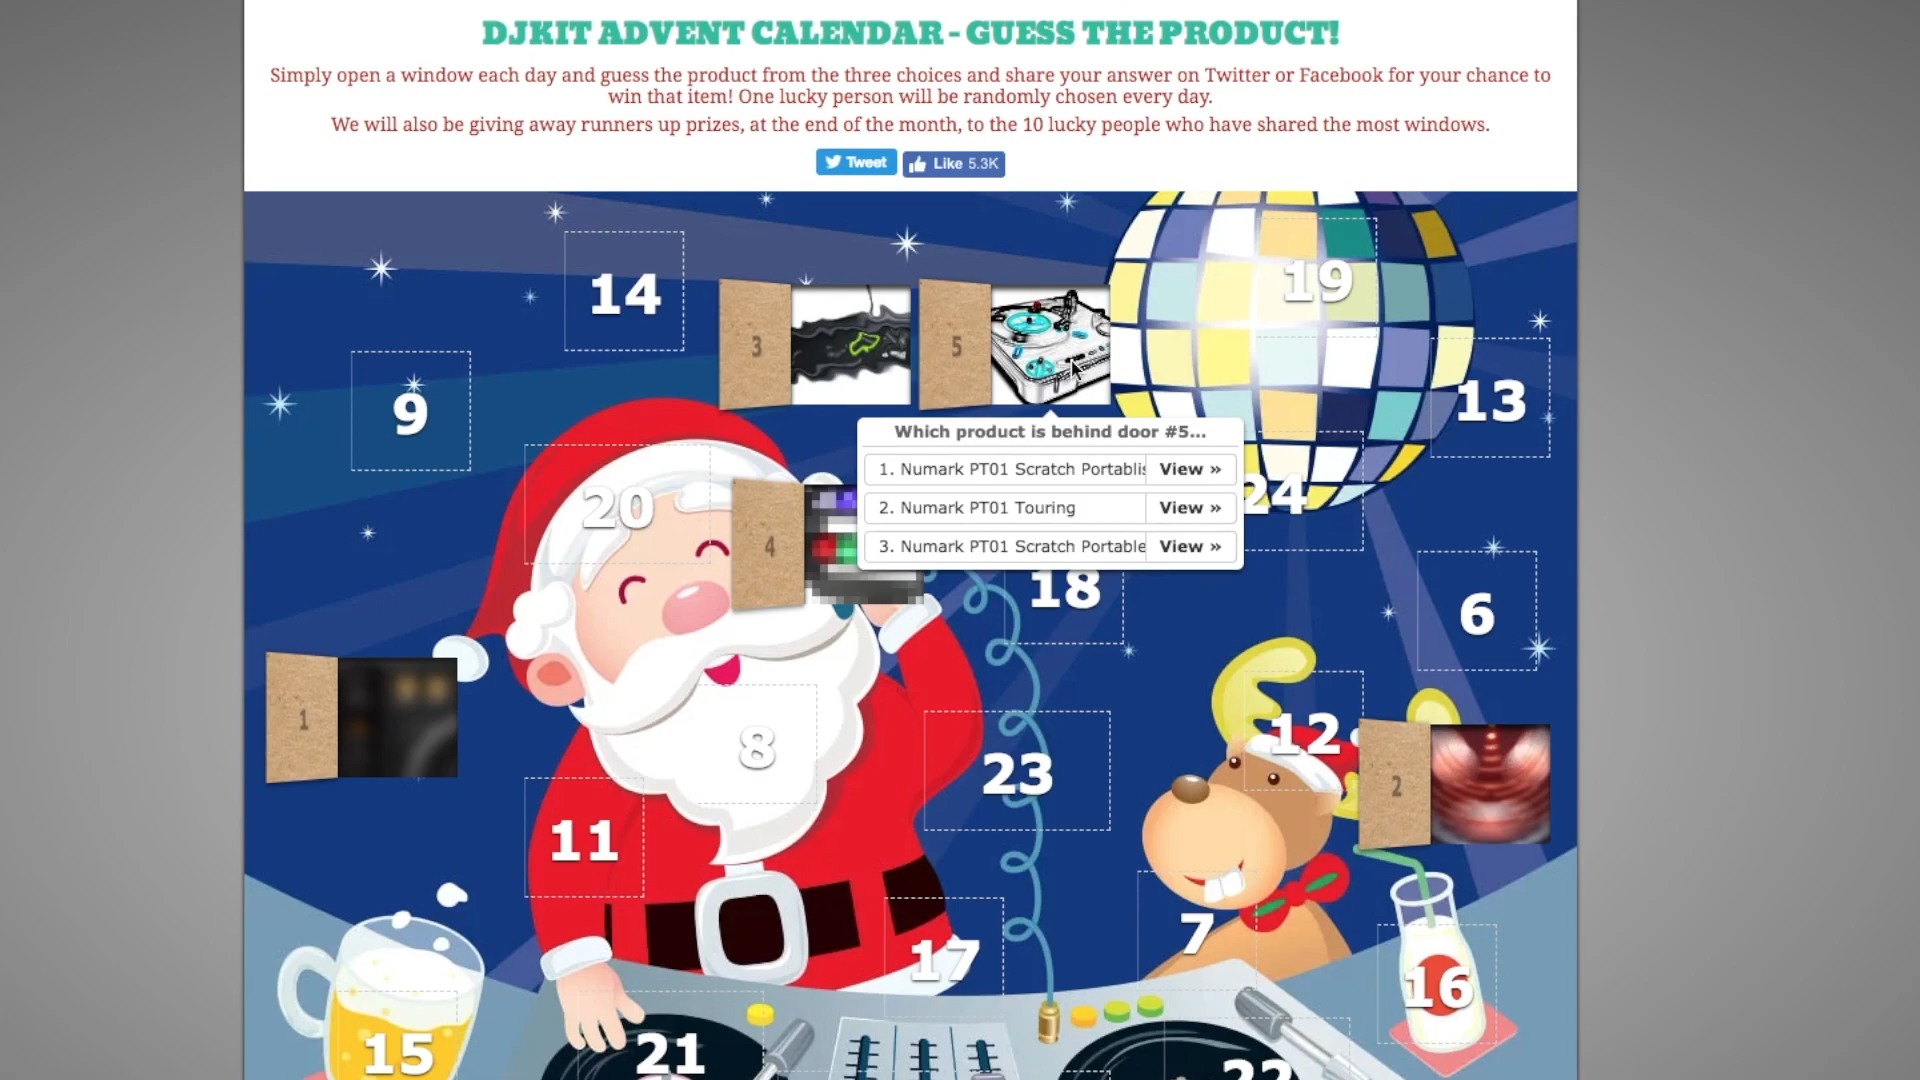 DJKIT ADVENT CALENDAR - GUESS THE PRODUCT!
Simply open a window each day and guess the product from the three choices and share your answer on Twitter or Facebook for your chance to
win that item! One lucky person will be randomly chosen every day.
We will also be giving away runners up prizes, at the end of the month, to the 10 lucky people who have shared the most windows.
Tweet
Like 5.3K
14
19
3
5
9
13
Which product is behind door #5...
1. Numark PT01 Scratch Portablis View »
2. Numark PT01 Touring View »
3. Numark PT01 Scratch Portable View »
24
20
4
18
6
1
8
23
12
2
11
7
17
16
15
21
22